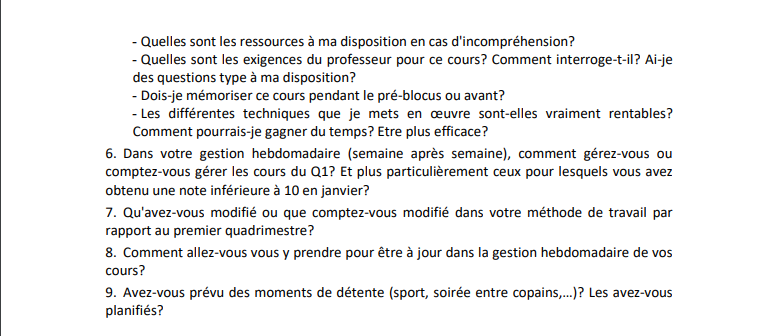 - Quelles sont les ressources à ma disposition en cas d'incompréhension?
- Quelles sont les exigences du professeur pour ce cours? Comment interroge-t-il? Ai-je
des questions type à ma disposition?
- Dois-je mémoriser ce cours pendant le pré-blocus ou avant?
- Les différentes techniques que je mets en œuvre sont-elles vraiment rentables?
Comment pourrais-je gagner du temps? Etre plus efficace?
6. Dans votre gestion hebdomadaire (semaine après semaine), comment gérez-vous ou
comptez-vous gérer les cours du Q1? Et plus particulièrement ceux pour lesquels vous avez
obtenu une note inférieure à 10 en janvier?
7. Qu'avez-vous modifié ou que comptez-vous modifié dans votre méthode de travail par
rapport au premier quadrimestre?
8. Comment allez-vous vous y prendre pour être à jour dans la gestion hebdomadaire de vos
cours?
9. Avez-vous prévu des moments de détente (sport, soirée entre copains,…)? Les avez-vous
planifiés?